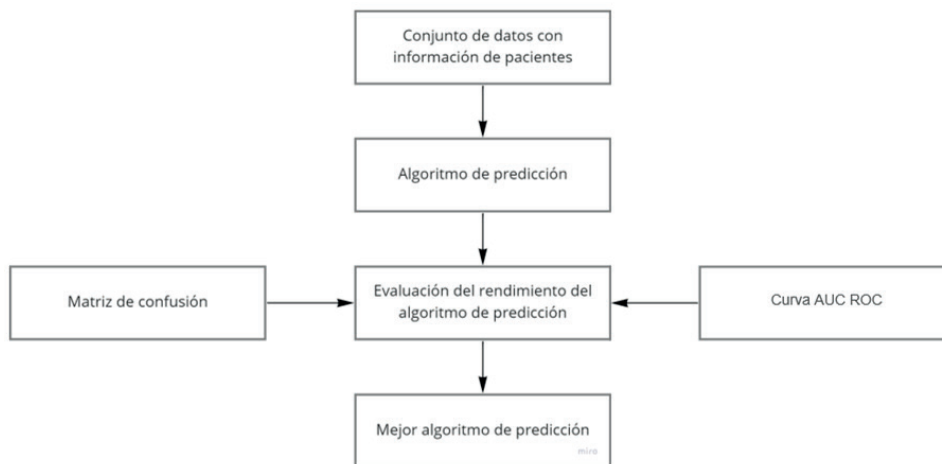 Conjunto de datos con
información de pacientes
Algoritmo de predicción
Matriz de confusión
Evaluación del rendimiento del
algoritmo de predicción
Curva AUC ROC
Mejor algoritmo de predicción
miro